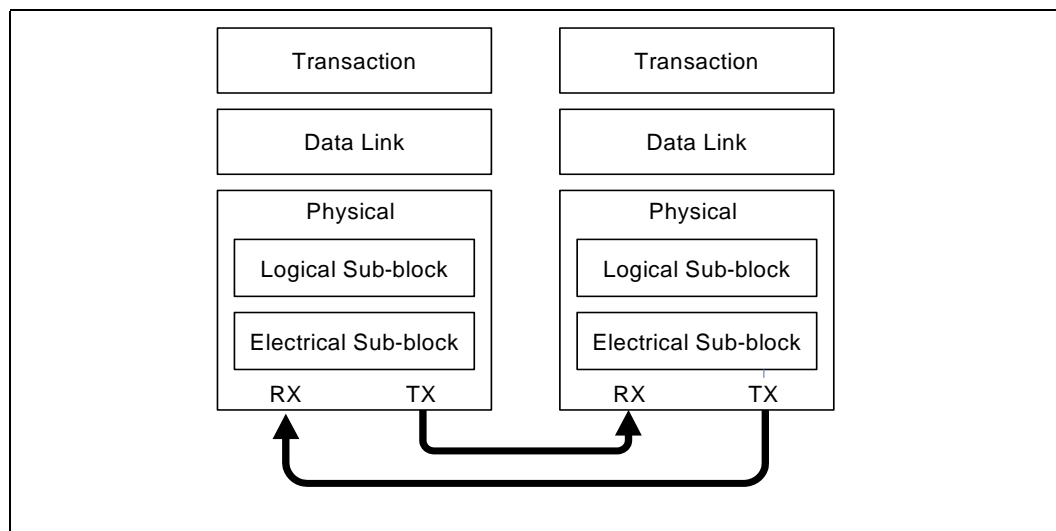 Transaction
Transaction
Data Link
Data Link
Physical
Physical
Logical Sub-block
Logical Sub-block
Electrical Sub-block
Electrical Sub-block
RX TX
RX TX